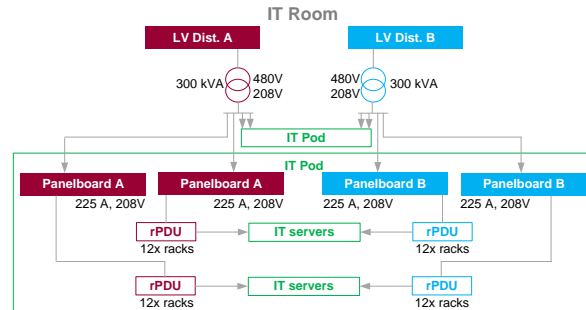 IT Room
LV Dist. A
LV Dist. B
300 kVA
480V
208V
480V
208V
300 kVA
IT Pod
IT Pod
Panelboard A
Panelboard A
Panelboard B
Panelboard B
225 A, 208V
225 A, 208V
225 A, 208V
225 A, 208V
rPDU
IT servers
rPDU
12x racks
12x racks
rPDU
IT servers
rPDU
12x racks
12x racks